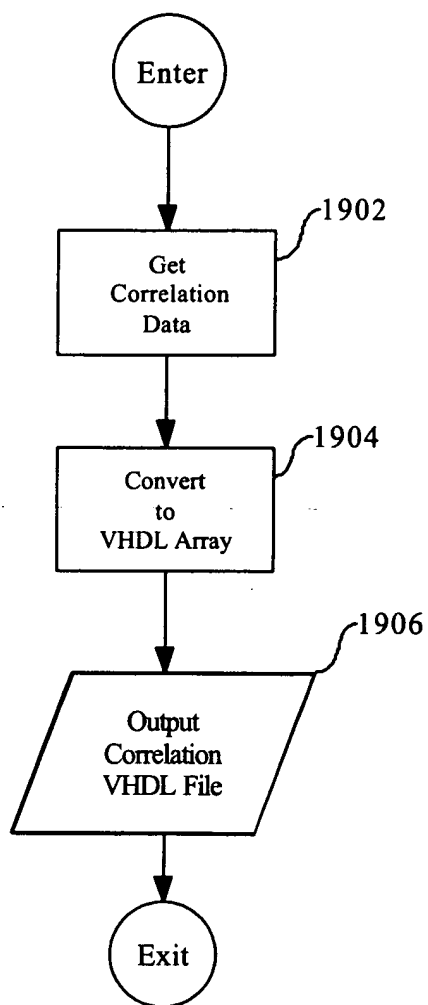 Enter
1902
Get
Correlation
Data
1904
Convert
to
VHDL Array
1906
Output
Correlation
VHDL File
Exit